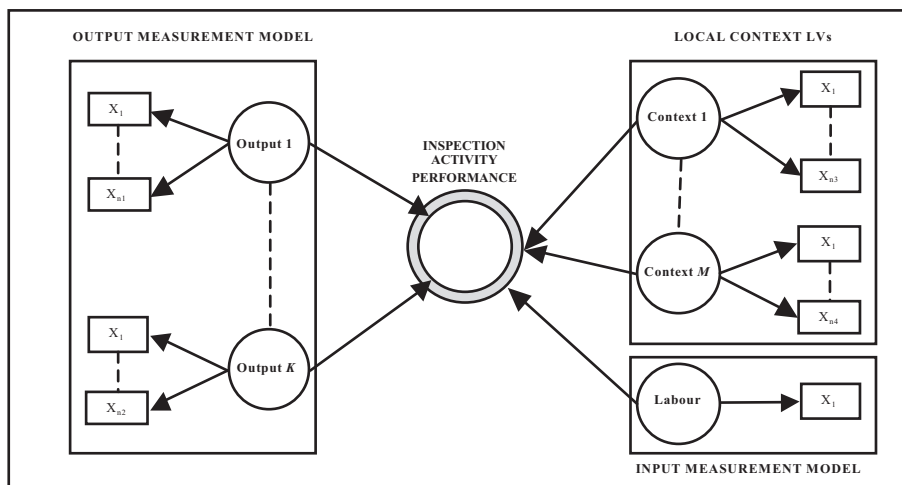 OUTPUT MEASUREMENT MODEL
X1
Output 1
Xn1
X1
Output K
Xn2
INSPECTION
ACTIVITY
PERFORMANCE
LOCAL CONTEXT LVs
Context 1
X1
Xn3
Context M
X1
Xn4
Labour
X1
INPUT MEASUREMENT MODEL